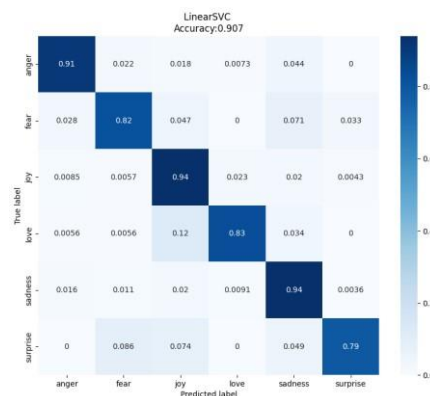 LinearSVC
Accuracy:0.907
anger 0.91 0.022 0.018 0.0073 0.044 0
fear 0.028 0.82 0.047 0 0.071 0.033
joy 0.0085 0.0057 0.94 0.023 0.02 0.0043
love 0.0056 0.0056 0.12 0.83 0.034 0
sadness 0.016 0.011 0.02 0.0091 0.94 0.0036
surprise 0 0.086 0.074 0 0.049 0.79
True label
anger fear joy love sadness surprise
Predicted label